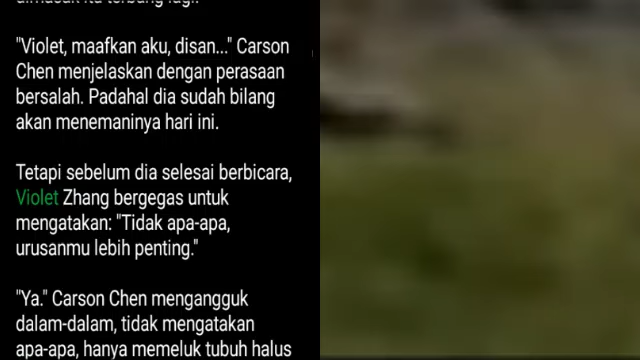 "Violet, maafkan aku, disan..." Carson
Chen menjelaskan dengan perasaan
bersalah. Padahal dia sudah bilang
akan menemaninya hari ini.
Tetapi sebelum dia selesai berbicara,
Violet Zhang bergegas untuk
mengatakan: "Tidak apa-apa,
urusanmu lebih penting."
"Ya." Carson Chen mengangguk
dalam-dalam, tidak mengatakan
apa-apa, hanya memeluk tubuh halus